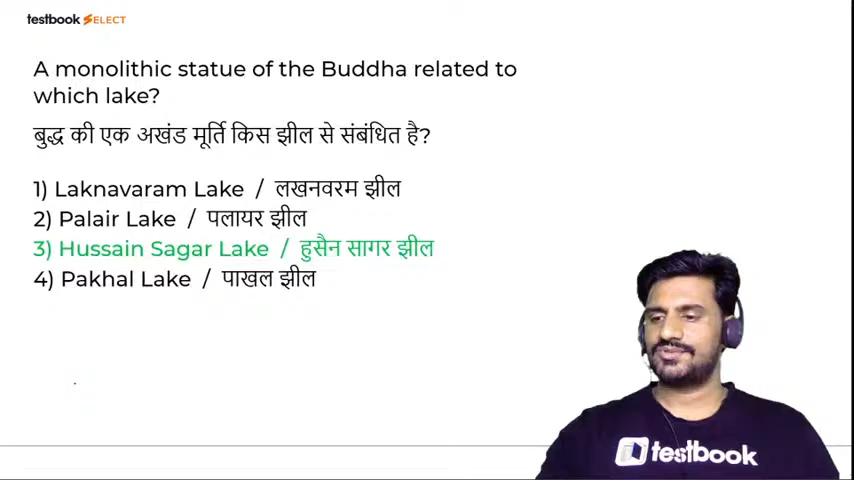 testbook SELECT
A monolithic statue of the Buddha related to
which lake?
बुद्ध की एक अखंड मूर्ति किस झील से संबंधित है?
1) Laknavaram Lake / लखनवरम झील
2) Palair Lake / पलायर झील
3) Hussain Sagar Lake / हुसैन सागर झील
4) Pakhal Lake / पाखल झील
testbook